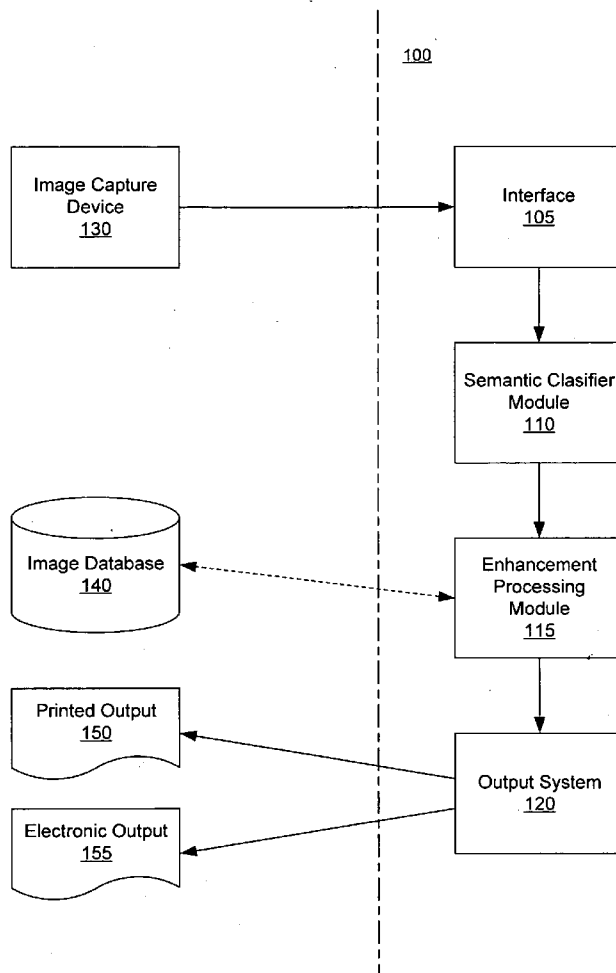 100
Image Capture
Device
130
Interface
105
Semantic Clasifier
Module
110
Image Database
140
Enhancement
Processing
Module
115
Printed Output
150
Output System
120
Electronic Output
155